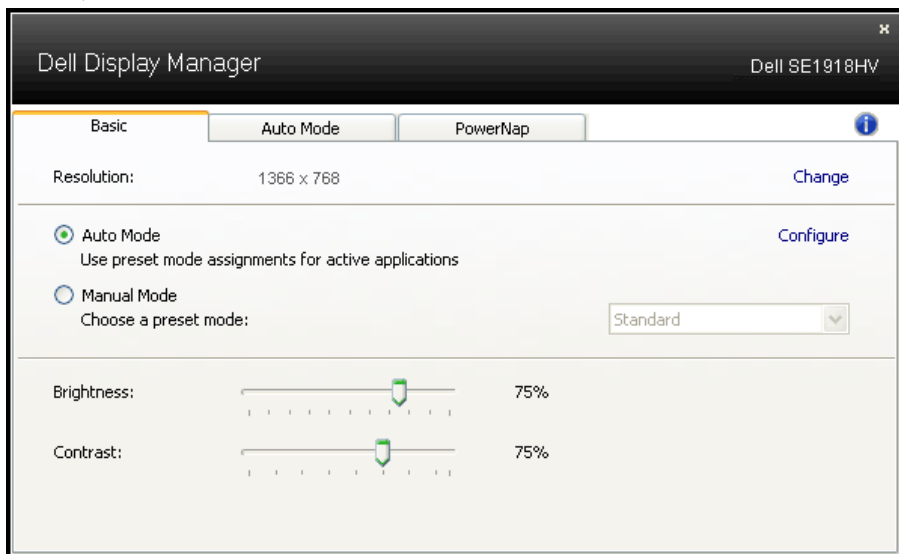 Dell Display Manager
Dell SE1918HV
Basic
Auto Mode
PowerNap
Resolution:
1366 x 768
Change
Auto Mode
Configure
Use preset mode assignments for active applications
Manual Mode
Choose a preset mode:
Standard
Brightness:
75%
Contrast:
75%